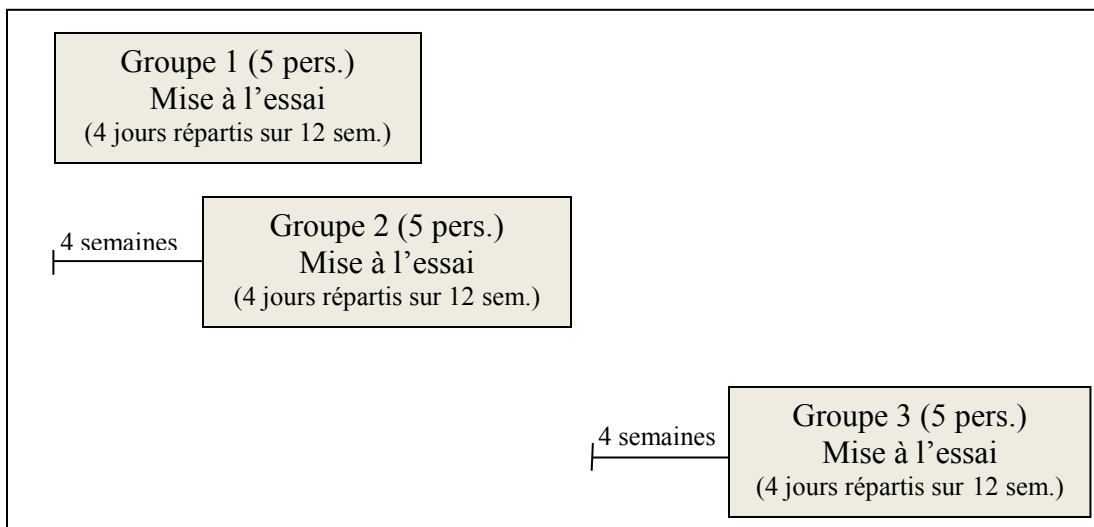 Groupe 1 (5 pers.)
Mise à l’essai
(4 jours répartis sur 12 sem.)
4 semaines
Groupe 2 (5 pers.)
Mise à l’essai
(4 jours répartis sur 12 sem.)
4 semaines
Groupe 3 (5 pers.)
Mise à l’essai
(4 jours répartis sur 12 sem.)